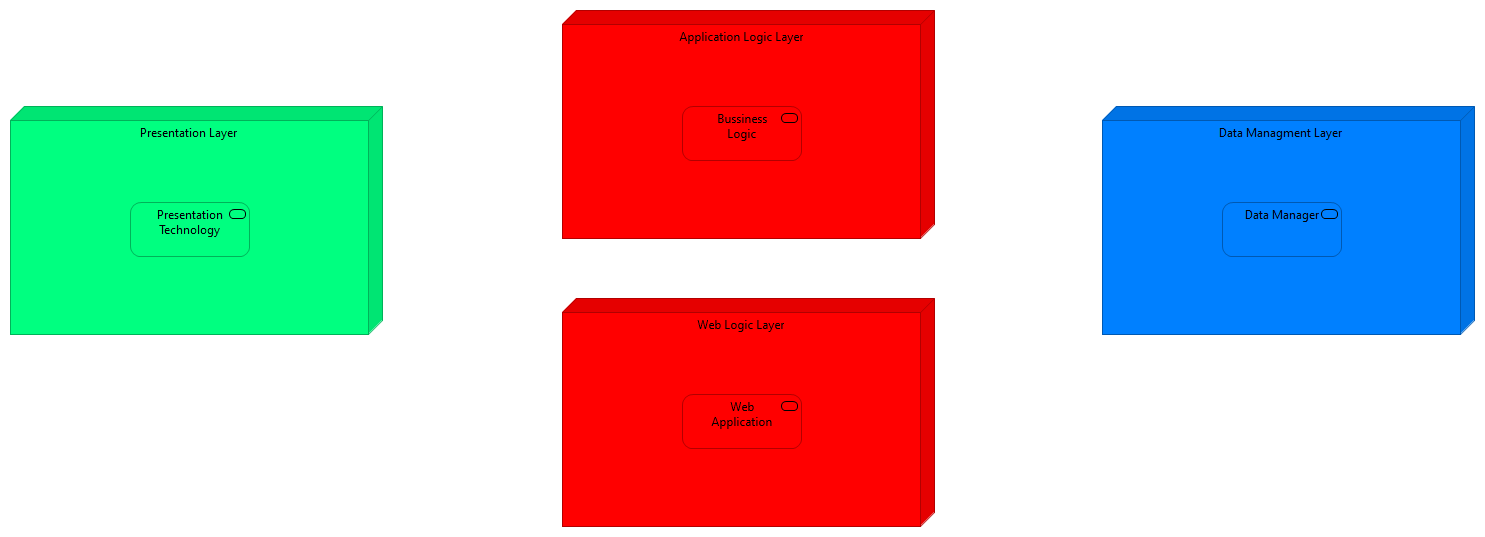 Application Logic Layer
Bussiness
Logic
Presentation Layer
Presentation
Technology
Data Managment Layer
Data Manager
Web Logic Layer
Web
Application